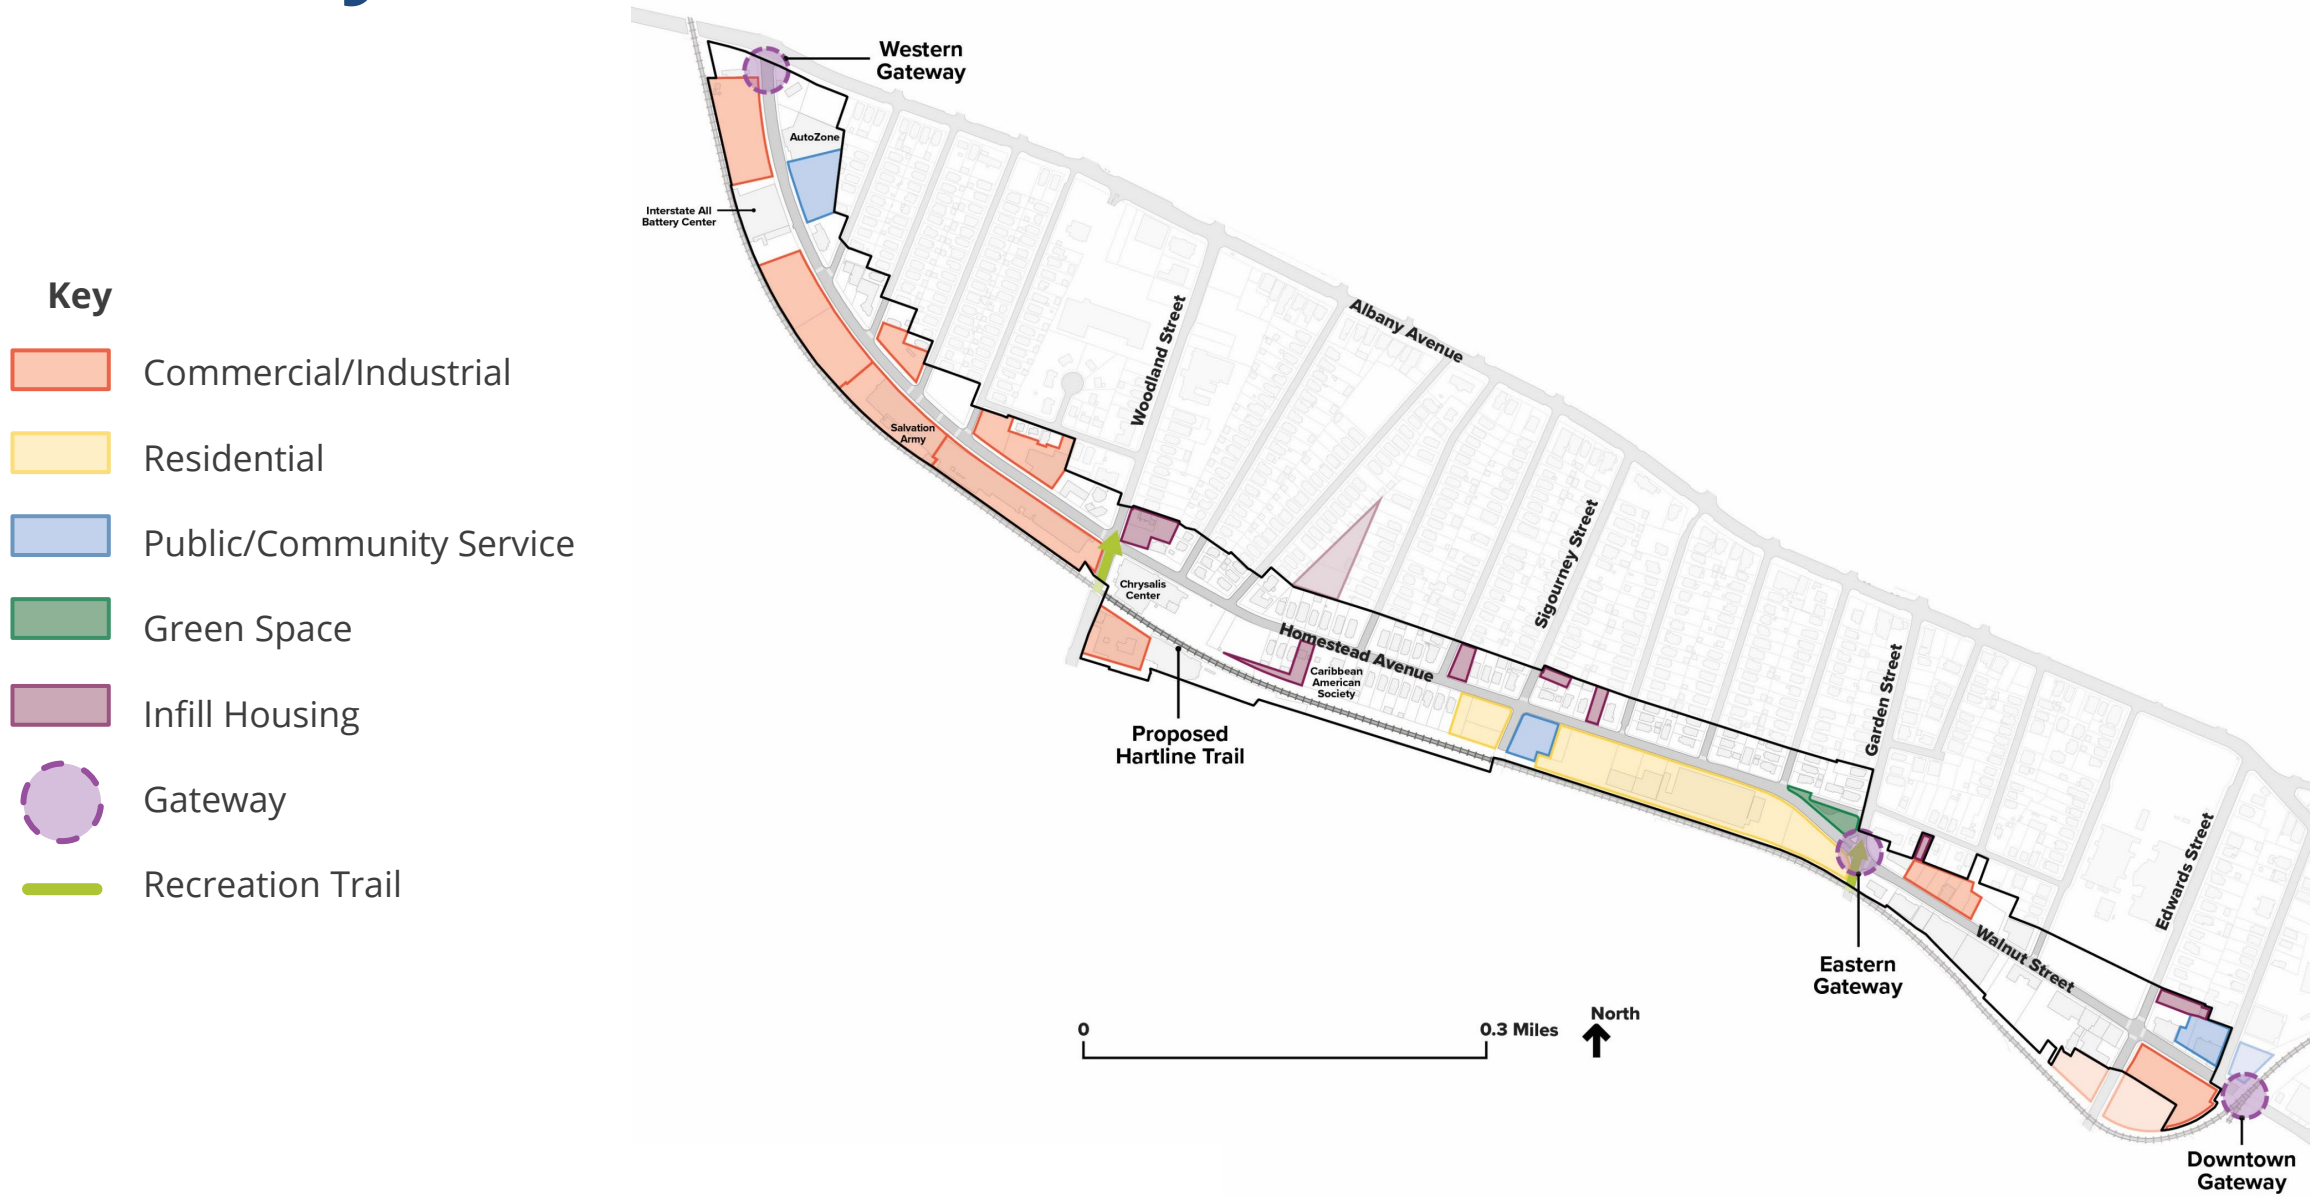 Key
Commercial/Industrial
Residential
Public/Community Service
Green Space
Infill Housing
Gateway
Recreation Trail
Western
Gateway
AutoZone
Interstate All
Battery Center
Woodland Street
Albany Avenue
Salvation
Army
Chrysalis
Center
Sigourney Street
Homestead Avenue
Caribbean
American
Society
Garden Street
Proposed
Hartline Trail
Edwards Street
Walnut Street
Eastern
Gateway
0
0.3 Miles
North
Downtown
Gateway